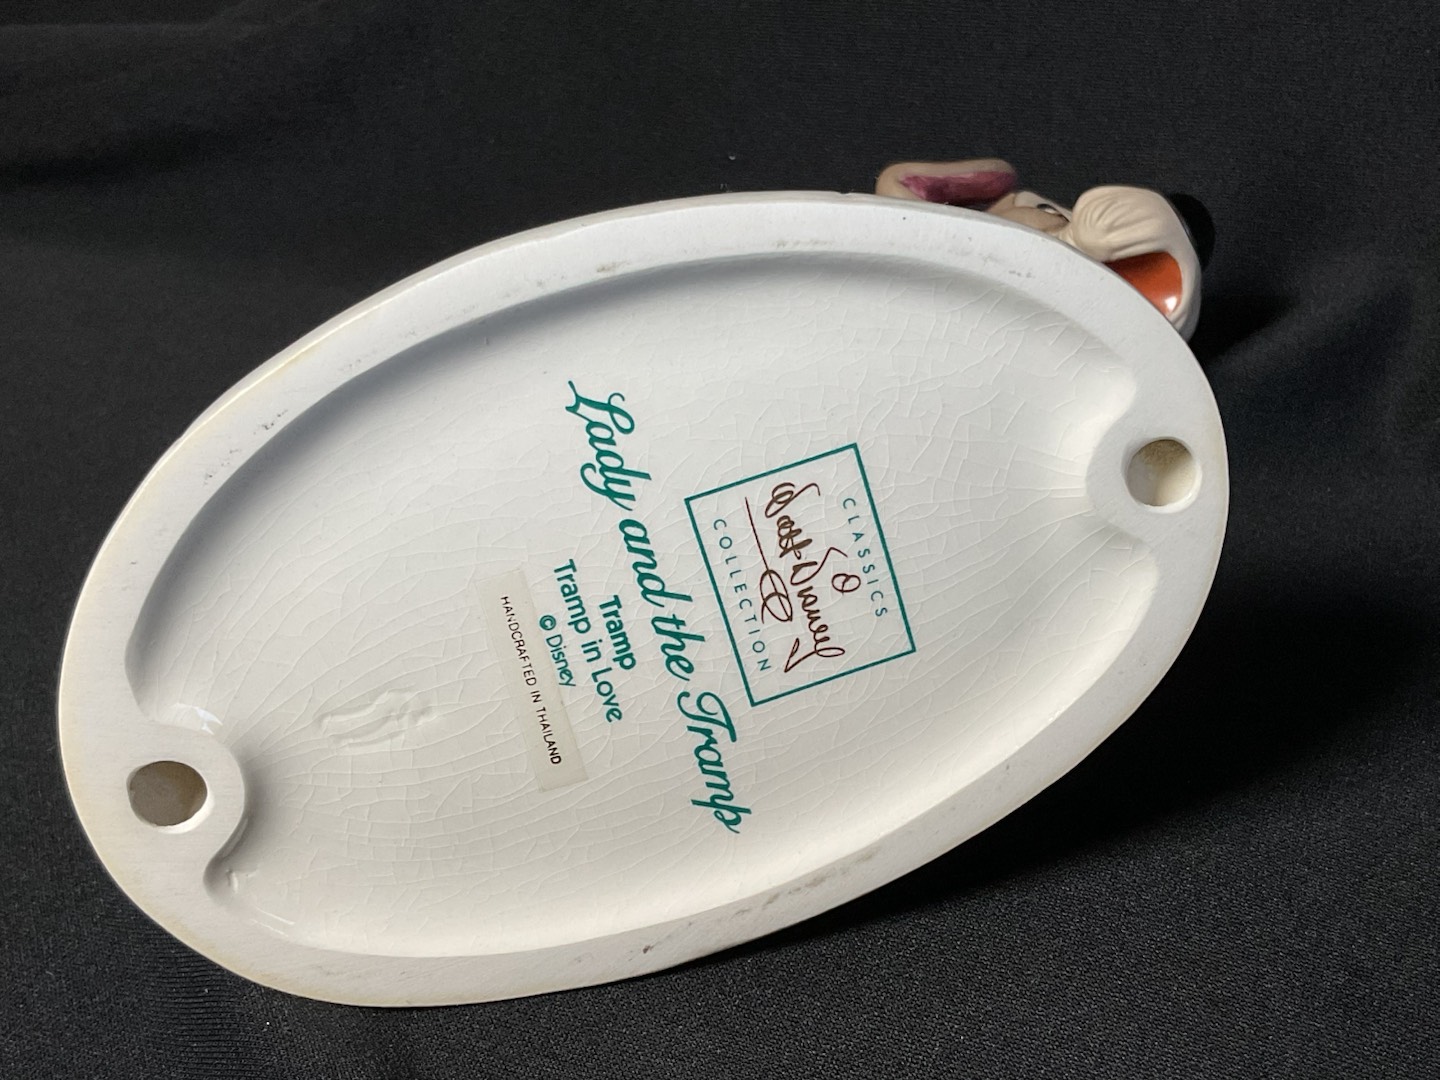 CLASSICS
Walt Disney
COLLECTION
Lady and the Tramp
Tramp
Tramp in Love
© Disney
HANDCRAFTED IN THAILAND